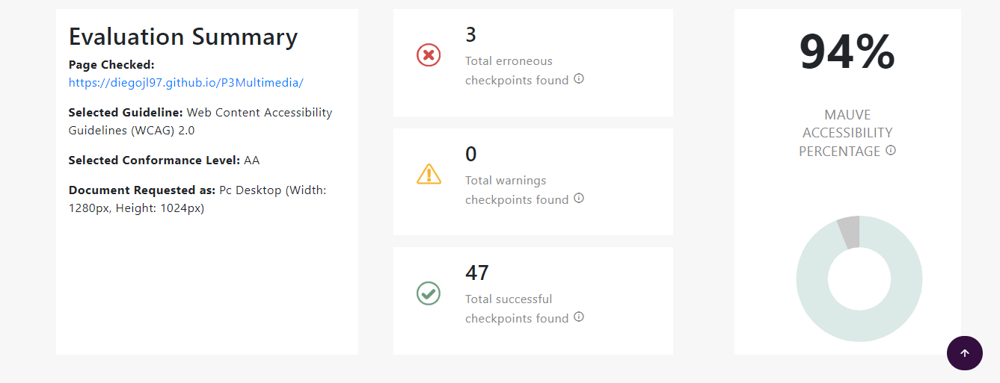 Evaluation Summary
Page Checked:
https://diegojl97.github.io/P3Multimedia/
Selected Guideline: Web Content Accessibility
Guidelines (WCAG) 2.0
Selected Conformance Level: AA
Document Requested as: Pc Desktop (Width:
1280px, Height: 1024px)
3
Total erroneous
checkpoints found
0
Total warnings
checkpoints found
47
Total successful
checkpoints found
94%
MAUVE
ACCESSIBILITY
PERCENTAGE